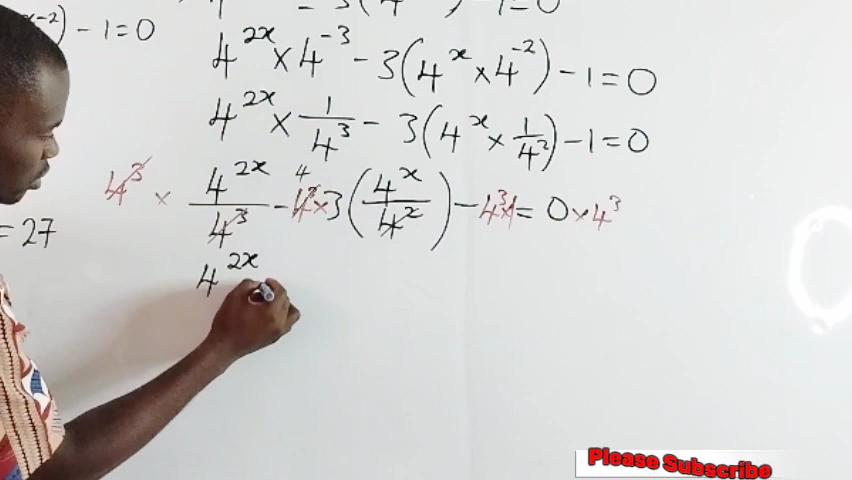 x-2) - 1 = 0
4^{2x} × 4^{-3} - 3(4^x × 4^{-2}) - 1 = 0
4^{2x} × 1/4^3 - 3(4^x × 1/4^2) - 1 = 0
4^3 × 4^{2x}/4^3 - 4^3 × 3(4^x/4^2) - 4^3 × 1 = 0 × 4^3
4
= 27
4^{2x}
Please Subscribe